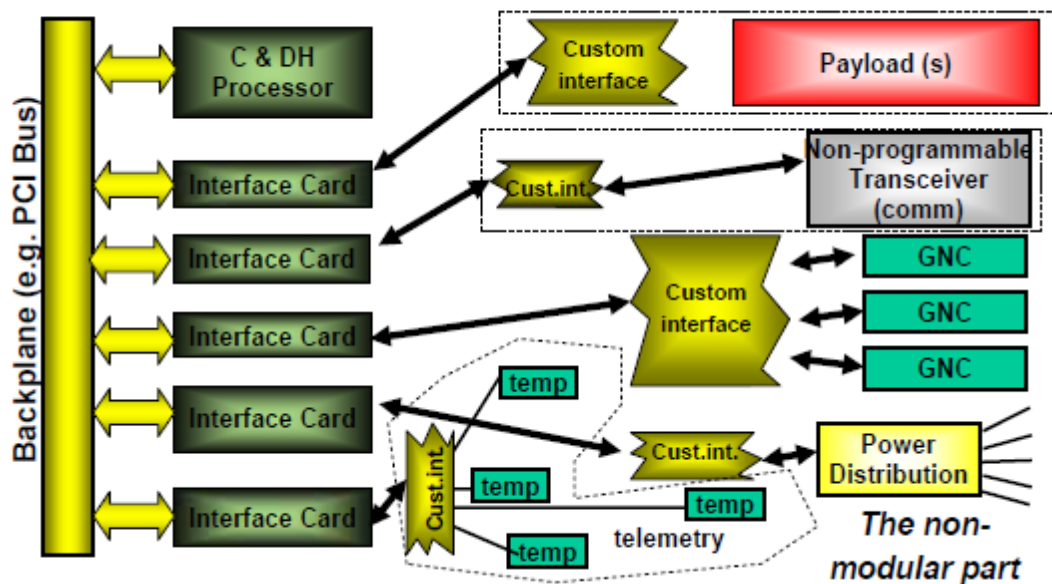 Backplane (e.g. PCI Bus)
C & DH
Processor
Custom
interface
Payload (s)
Interface Card
Cust.int.
Non-programmable
Transceiver
(comm)
Interface Card
GNC
Custom
interface
GNC
Interface Card
GNC
temp
Interface Card
Cust.int.
Power
Distribution
Cust.int.
temp
temp
Interface Card
telemetry
temp
The non-
modular part